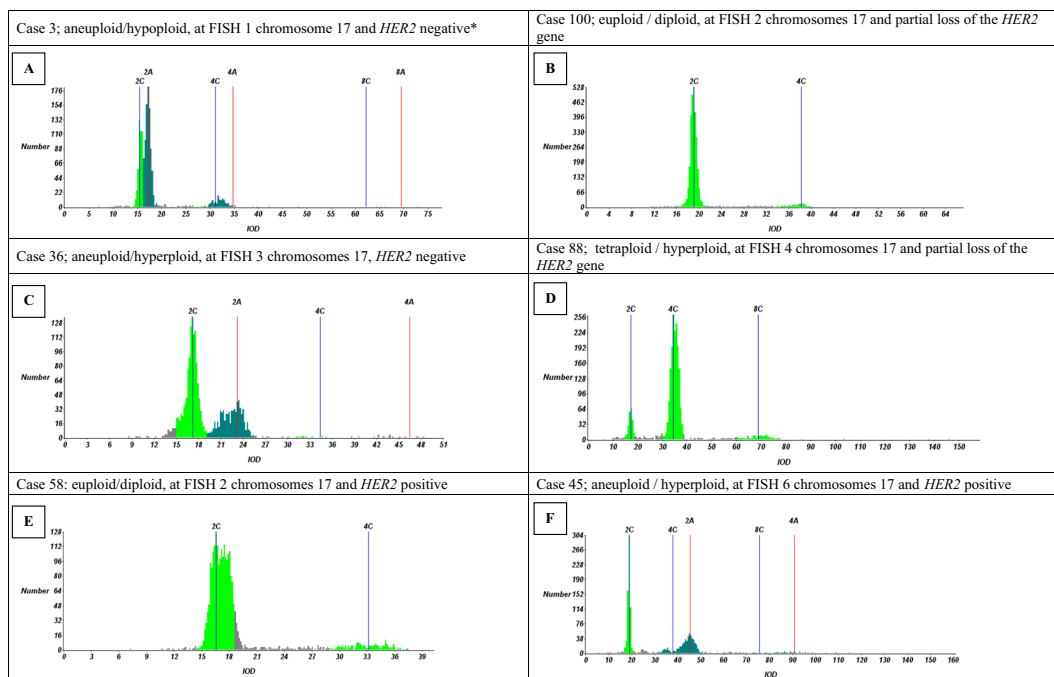 Case 3; aneuploid/hypoploid, at FISH 1 chromosome 17 and HER2 negative*
Case 100; euploid / diploid, at FISH 2 chromosomes 17 and partial loss of the HER2
gene
A
2A
2C 4C 4A 8C 8A
176
154
132
110
88
66
44
22
0
Number
0 5 10 15 20 25 30 35 40 45 50 55 60 65 70 75
IOD
B
2C 4C
528
462
396
330
264
198
132
66
0
Number
0 4 8 12 16 20 24 28 32 36 40 44 48 52 56 60 64
IOD
Case 36; aneuploid/hyperploid, at FISH 3 chromosomes 17, HER2 negative
Case 88; tetraploid / hyperploid, at FISH 4 chromosomes 17 and partial loss of the
HER2 gene
C
2C 2A 4C 4A
128
112
96
80
64
48
32
16
0
Number
0 3 6 9 12 15 18 21 24 27 30 33 36 39 42 45 48 51
IOD
D
2C 4C 8C
256
224
192
160
128
96
64
32
0
Number
0 10 20 30 40 50 60 70 80 90 100 110 120 130 140 150
IOD
Case 58: euploid/diploid, at FISH 2 chromosomes 17 and HER2 positive
Case 45; aneuploid / hyperploid, at FISH 6 chromosomes 17 and HER2 positive
E
2C 4C
128
112
96
80
64
48
32
16
0
Number
0 3 6 9 12 15 18 21 24 27 30 33 36 39
IOD
F
2C 4C 2A 8C 4A
304
266
228
190
152
114
76
38
0
Number
0 10 20 30 40 50 60 70 80 90 100 110 120 130 140 150 160
IOD